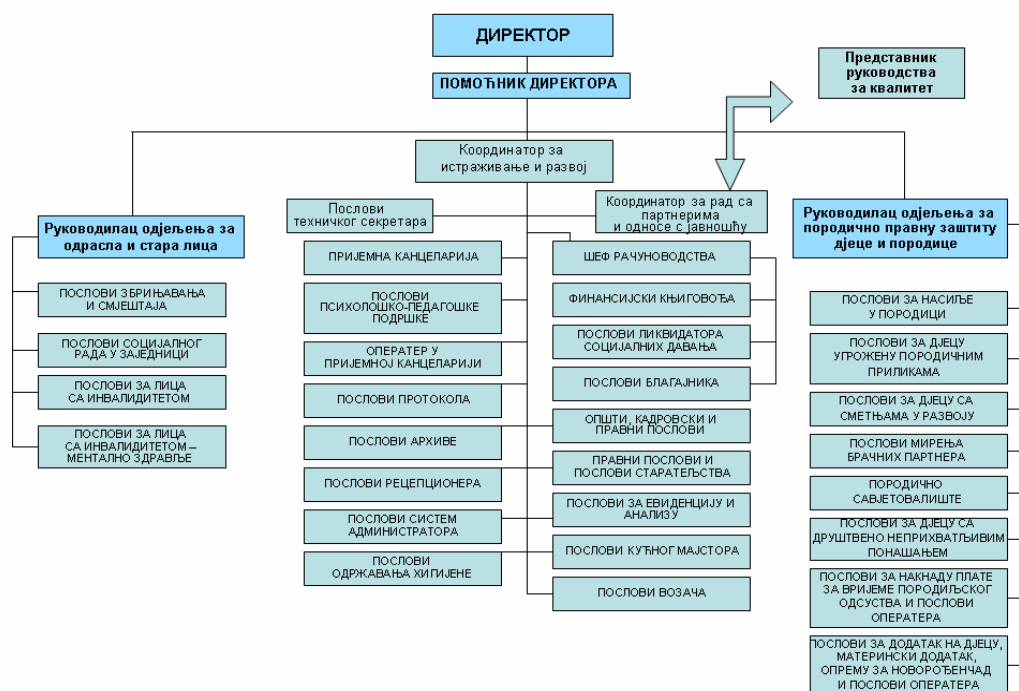 ДИРЕКТОР
ПОМОЋНИК ДИРЕКТОРА
Представник
руководства
за квалитет
Координатор за
истраживање и развој
Послови
техничког секретара
Координатор за рад са
партнерима
и односе с јавношћу
Руководилац одјељења за
одрасла и стара лица
ПОСЛОВИ ЗБРИЊАВАЊА
И СМЈЕШТАЈА
ПОСЛОВИ СОЦИЈАЛНОГ
РАДА У ЗАЈЕДНИЦИ
ПОСЛОВИ ЗА ЛИЦА
СА ИНВАЛИДИТЕТОМ
ПОСЛОВИ ЗА ЛИЦА
СА ИНВАЛИДИТЕТОМ –
МЕНТАЛНО ЗДРАВЉЕ
ПРИЈЕМНА КАНЦЕЛАРИЈА
ПОСЛОВИ
ПСИХОЛОШКО-ПЕДАГОШКЕ
ПОДРШКЕ
ОПЕРАТЕР У
ПРИЈЕМНОЈ КАНЦЕЛАРИЈИ
ПОСЛОВИ ПРОТОКОЛА
ПОСЛОВИ АРХИВЕ
ПОСЛОВИ РЕЦЕПЦИОНЕРА
ПОСЛОВИ СИСТЕМ
АДМИНИСТРАТОРА
ПОСЛОВИ
ОДРЖАВАЊА ХИГИЈЕНЕ
ШЕФ РАЧУНОВОДСТВА
ФИНАНСИЈСКИ КЊИГОВОЂА
ПОСЛОВИ ЛИКВИДАТОРА
СОЦИЈАЛНИХ ДАВАЊА
ПОСЛОВИ БЛАГАЈНИКА
ОПШТИ, КАДРОВСКИ И
ПРАВНИ ПОСЛОВИ
ПРАВНИ ПОСЛОВИ И
ПОСЛОВИ СТАРАТЕЉСТВА
ПОСЛОВИ ЗА ЕВИДЕНЦИЈУ И
АНАЛИЗУ
ПОСЛОВИ КУЋНОГ МАЈСТОРА
ПОСЛОВИ ВОЗАЧА
Руководилац одјељења за
породично правну заштиту
дјеце и породице
ПОСЛОВИ ЗА НАСИЉЕ
У ПОРОДИЦИ
ПОСЛОВИ ЗА ДЈЕЦУ
УГРОЖЕНУ ПОРОДИЧНИМ
ПРИЛИКАМА
ПОСЛОВИ ЗА ДЈЕЦУ СА
СМЕТЊАМА У РАЗВОЈУ
ПОСЛОВИ МИРЕЊА
БРАЧНИХ ПАРТНЕРА
ПОРОДИЧНО
САВЈЕТОВАЛИШТЕ
ПОСЛОВИ ЗА ДЈЕЦУ СА
ДРУШТВЕНО НЕПРИХВАТЉИВИМ
ПОНАШАЊЕМ
ПОСЛОВИ ЗА НАКНАДУ ПЛАТЕ
ЗА ВРИЈЕМЕ ПОРОДИЉСКОГ
ОДСУСТВА И ПОСЛОВИ
ОПЕРАТЕРА
ПОСЛОВИ ЗА ДОДАТАК НА ДЈЕЦУ,
МАТЕРИНСКИ ДОДАТАК,
ОПРЕМУ ЗА НОВОРОЂЕНЧАД
И ПОСЛОВИ ОПЕРАТЕРА